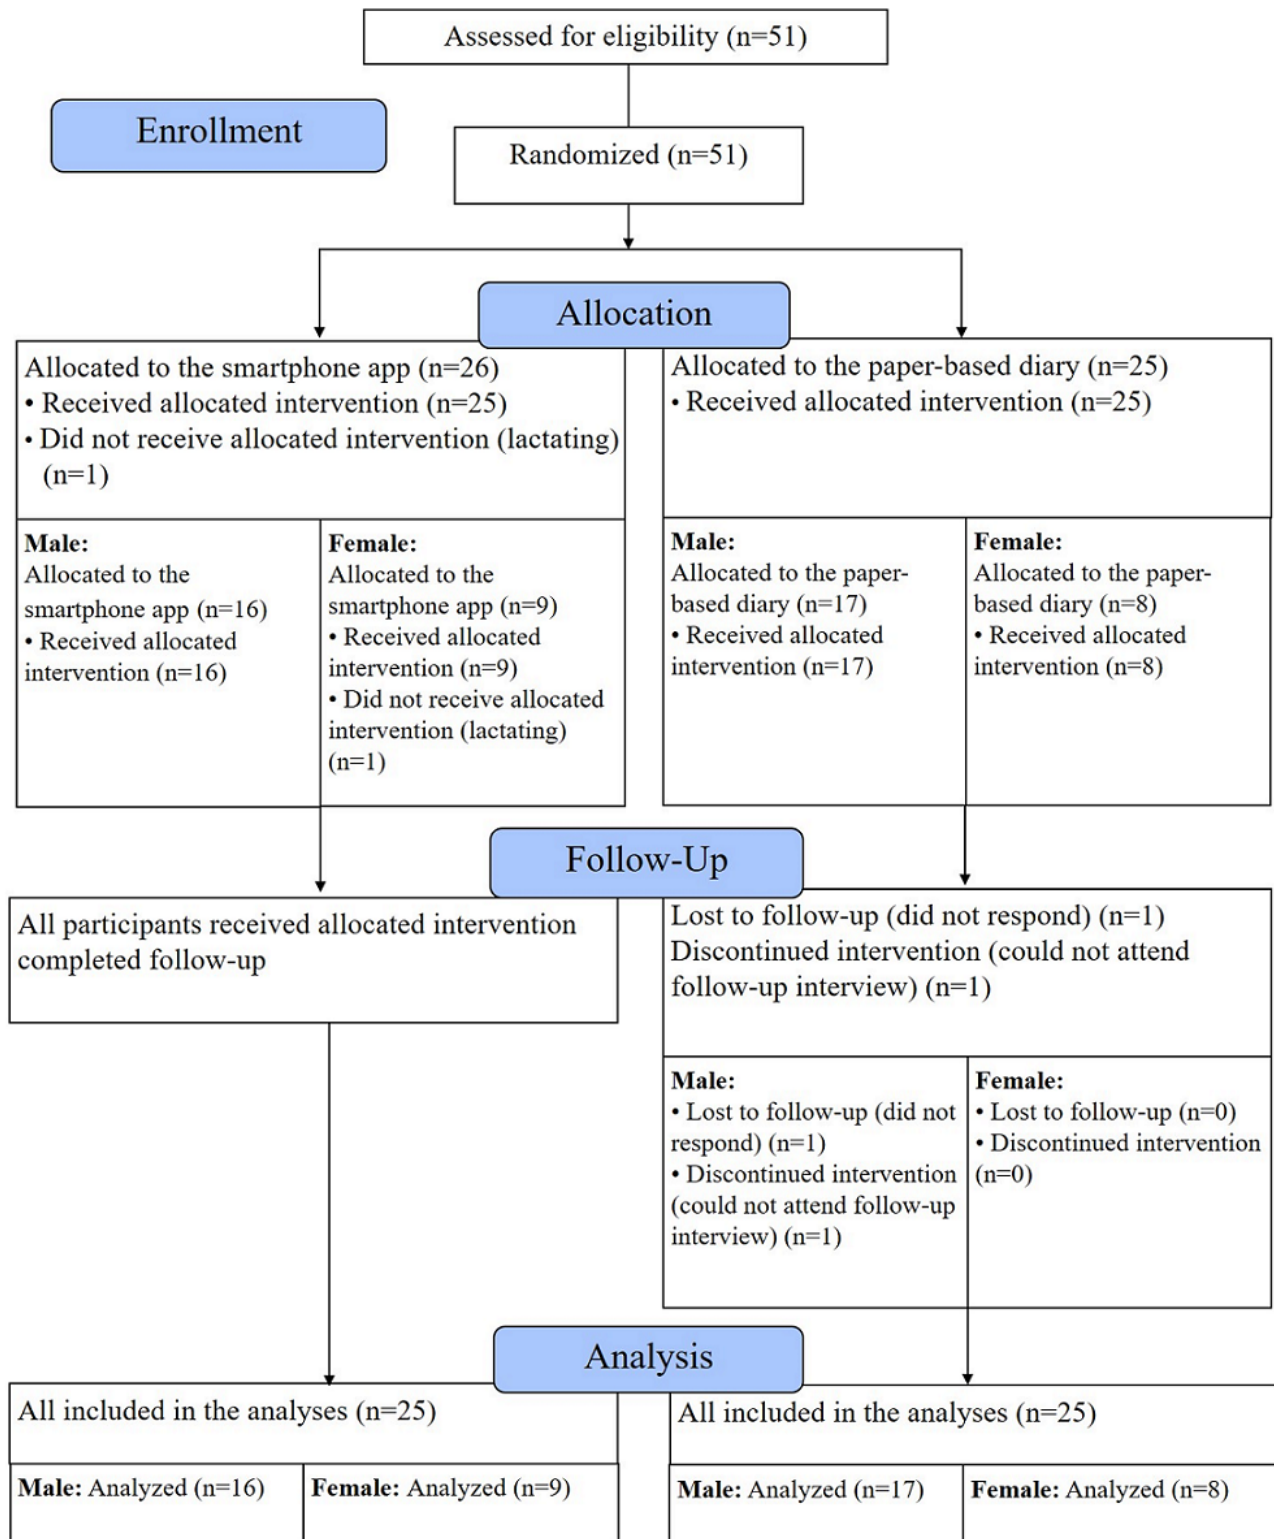 Assessed for eligibility (n=51)
Enrollment
Randomized (n=51)
Allocation
Allocated to the smartphone app (n=26)
• Received allocated intervention (n=25)
• Did not receive allocated intervention (lactating)
(n=1)
Male:
Allocated to the
smartphone app (n=16)
• Received allocated
intervention (n=16)
Female:
Allocated to the
smartphone app (n=9)
• Received allocated
intervention (n=9)
• Did not receive allocated
intervention (lactating)
(n=1)
Allocated to the paper-based diary (n=25)
• Received allocated intervention (n=25)
Male:
Allocated to the paper-
based diary (n=17)
• Received allocated
intervention (n=17)
Female:
Allocated to the paper-
based diary (n=8)
• Received allocated
intervention (n=8)
Follow-Up
All participants received allocated intervention
completed follow-up
Lost to follow-up (did not respond) (n=1)
Discontinued intervention (could not attend
follow-up interview) (n=1)
Male:
• Lost to follow-up (did not
respond) (n=1)
• Discontinued intervention
(could not attend follow-up
interview) (n=1)
Female:
• Lost to follow-up (n=0)
• Discontinued intervention
(n=0)
Analysis
All included in the analyses (n=25)
Male: Analyzed (n=16)
Female: Analyzed (n=9)
All included in the analyses (n=25)
Male: Analyzed (n=17)
Female: Analyzed (n=8)